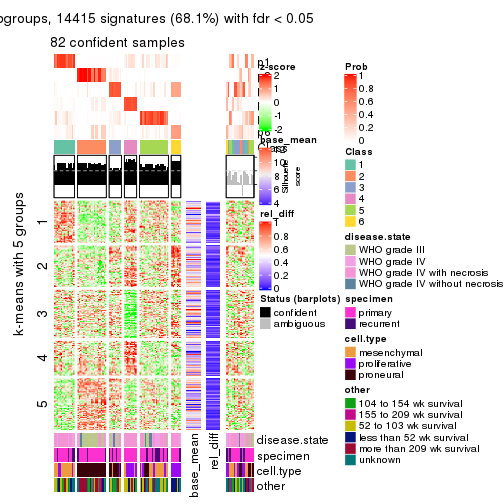 ogroups, 14415 signatures (68.1%) with fdr < 0.05
82 confident samples
p1
z-score
2
1
0
-1
-2
base_mean
12
10
8
6
4
Silhouette
score
rel_diff
1
0.8
0.6
0.4
0.2
0
Status (barplots)
confident
ambiguous
Prob
1
0.8
0.6
0.4
0.2
0
Class
1
2
3
4
5
6
disease.state
WHO grade III
WHO grade IV
WHO grade IV with necrosis
WHO grade IV without necrosis
specimen
primary
recurrent
cell.type
mesenchymal
proliferative
proneural
other
104 to 154 wk survival
155 to 209 wk survival
52 to 103 wk survival
less than 52 wk survival
more than 209 wk survival
unknown
k-means with 5 groups
1
2
3
4
5
base_mean
rel_diff
disease.state
specimen
cell.type
other